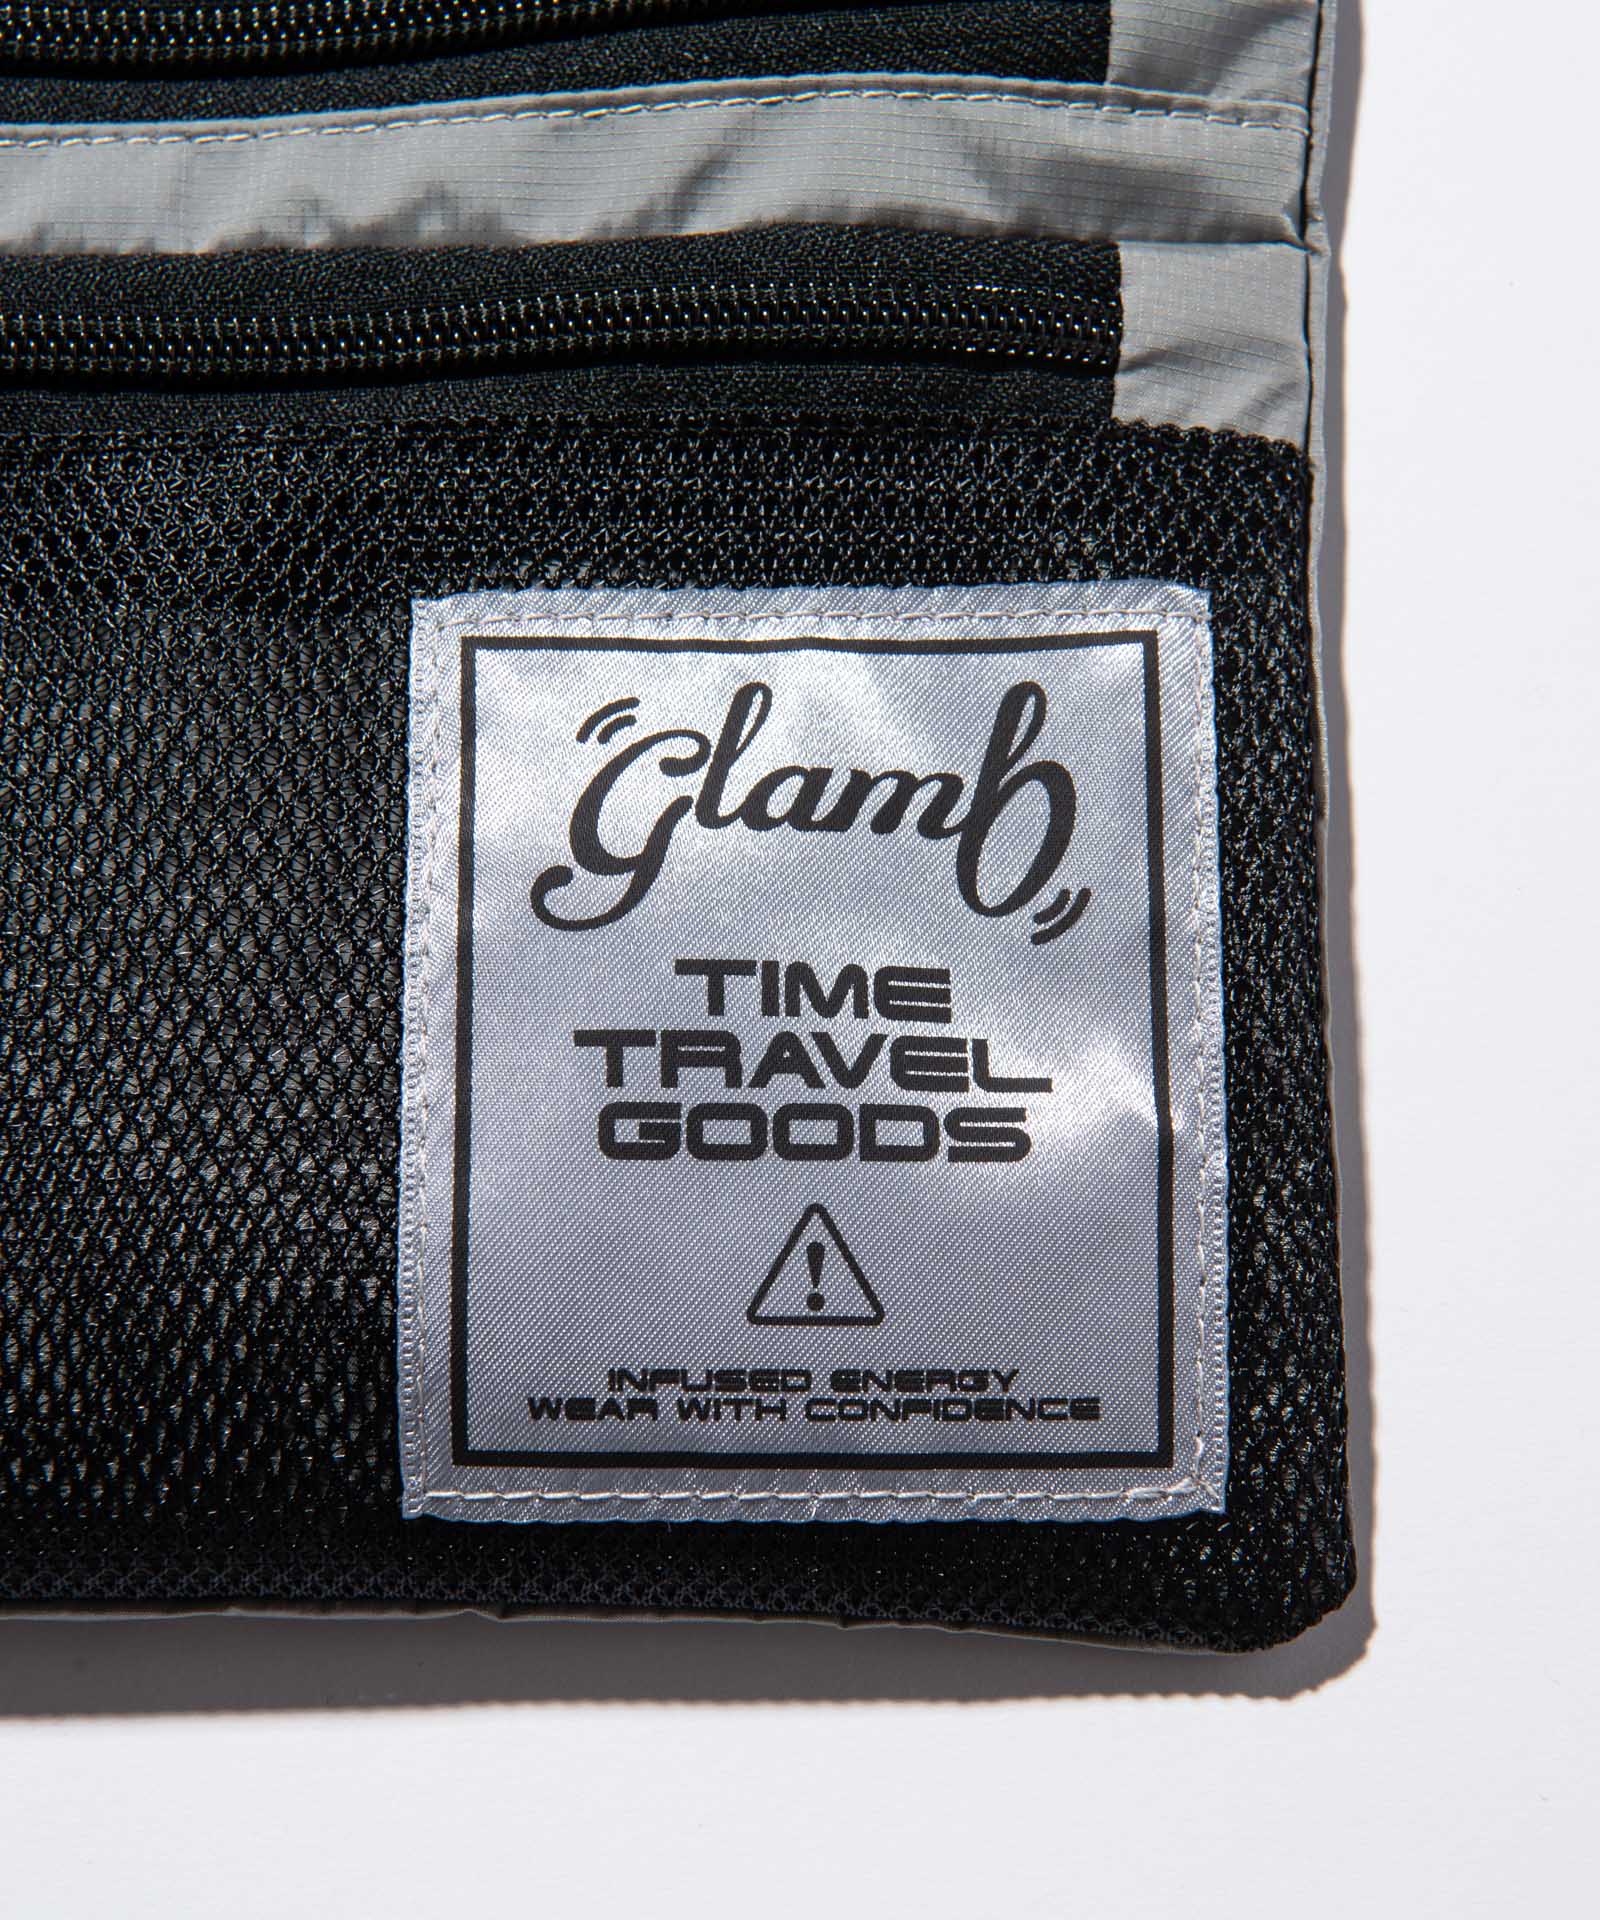 glamb
TIME
TRAVEL
GOODS
!
INFUSED ENERGY
WEAR WITH CONFIDENCE